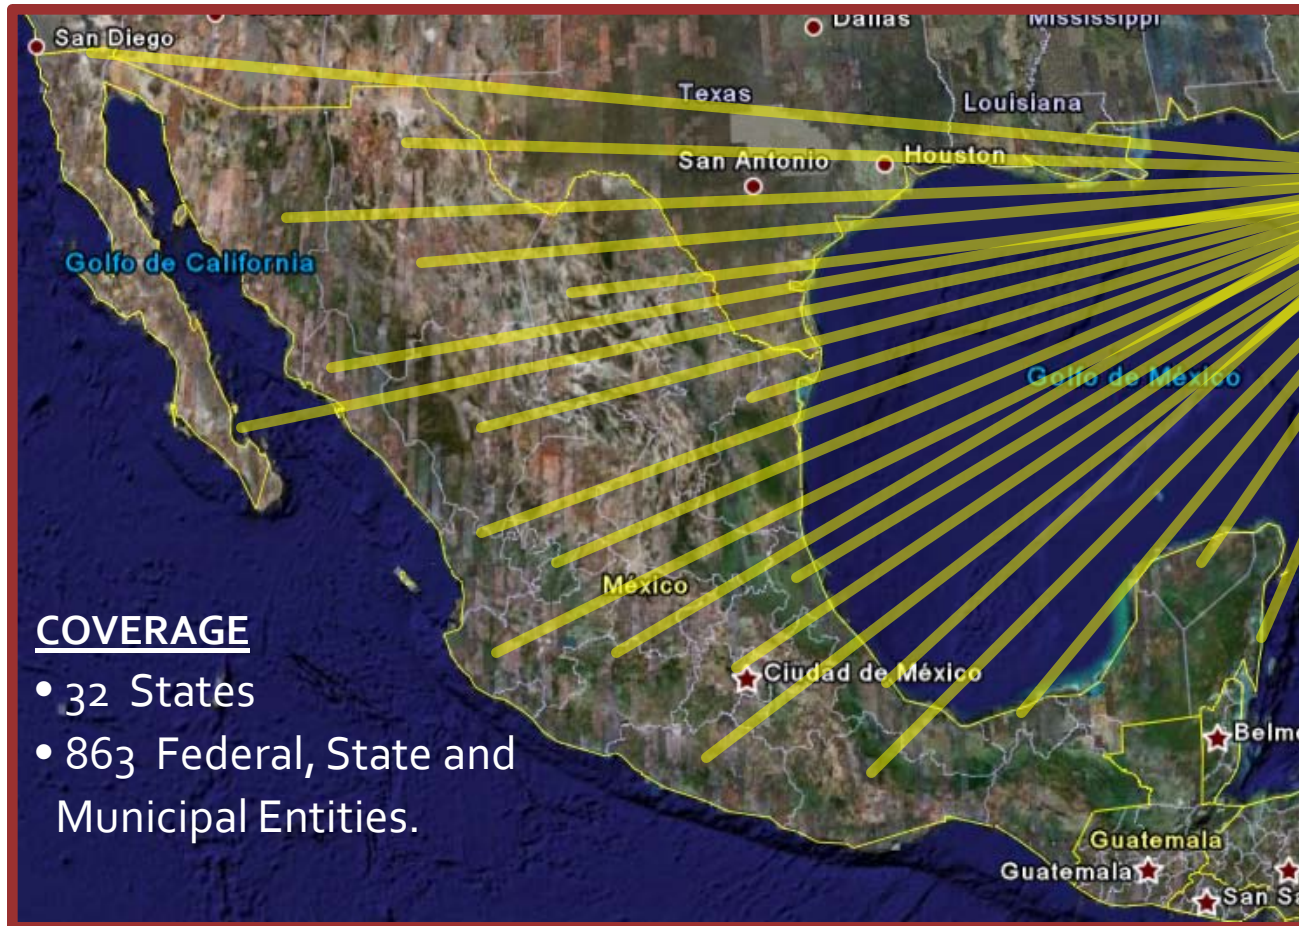 Dallas
Mississippi
San Diego
Texas
Louisiana
San Antonio
Houston
Golfo de California
Golfo de México
México
COVERAGE
• 32 States
• 863 Federal, State and
Municipal Entities.
Ciudad de México
Guatemala
Guatemala